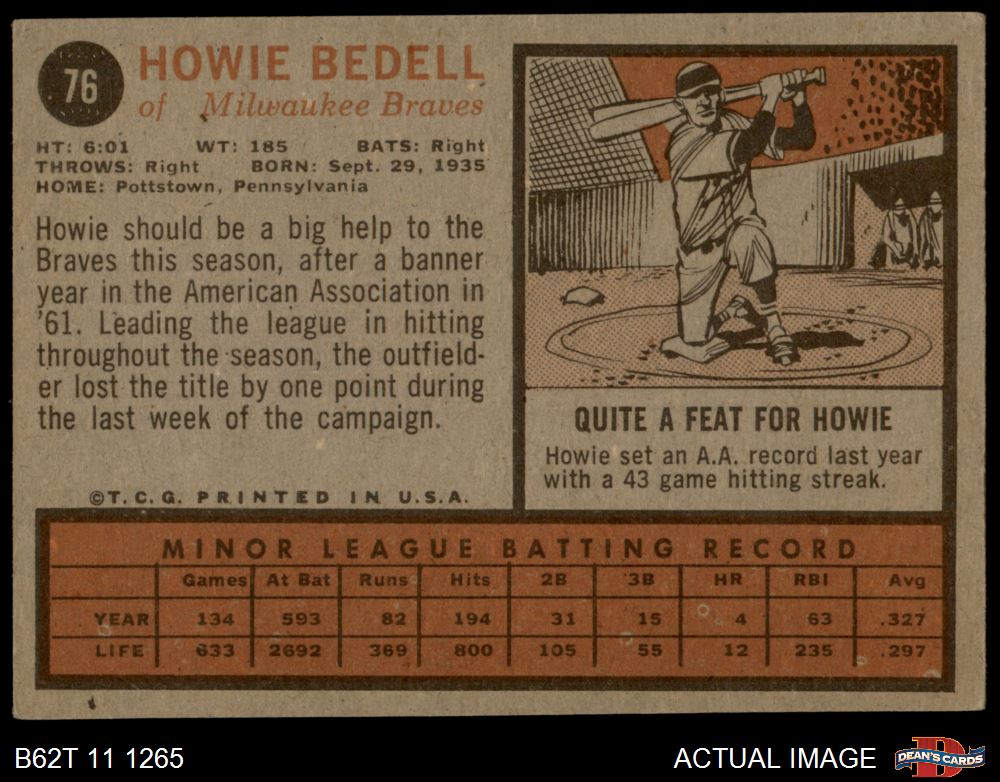 76
HOWIE BEDELL
of Milwaukee Braves
HT: 6:01 WT: 185 BATS: Right
THROWS: Right BORN: Sept. 29, 1935
HOME: Pottstown, Pennsylvania
Howie should be a big help to the
Braves this season, after a banner
year in the American Association in
'61. Leading the league in hitting
throughout the season, the outfield-
er lost the title by one point during
the last week of the campaign.
©T.C.G. PRINTED IN U.S.A.
QUITE A FEAT FOR HOWIE
Howie set an A.A. record last year
with a 43 game hitting streak.
MINOR LEAGUE BATTING RECORD
Games At Bat Runs Hits 2B 3B HR RBI Avg
YEAR 134 593 82 194 31 15 4 63 .327
LIFE 633 2692 369 800 105 55 12 235 .297
B62T 11 1265
ACTUAL IMAGE
D
DEAN'S CARDS